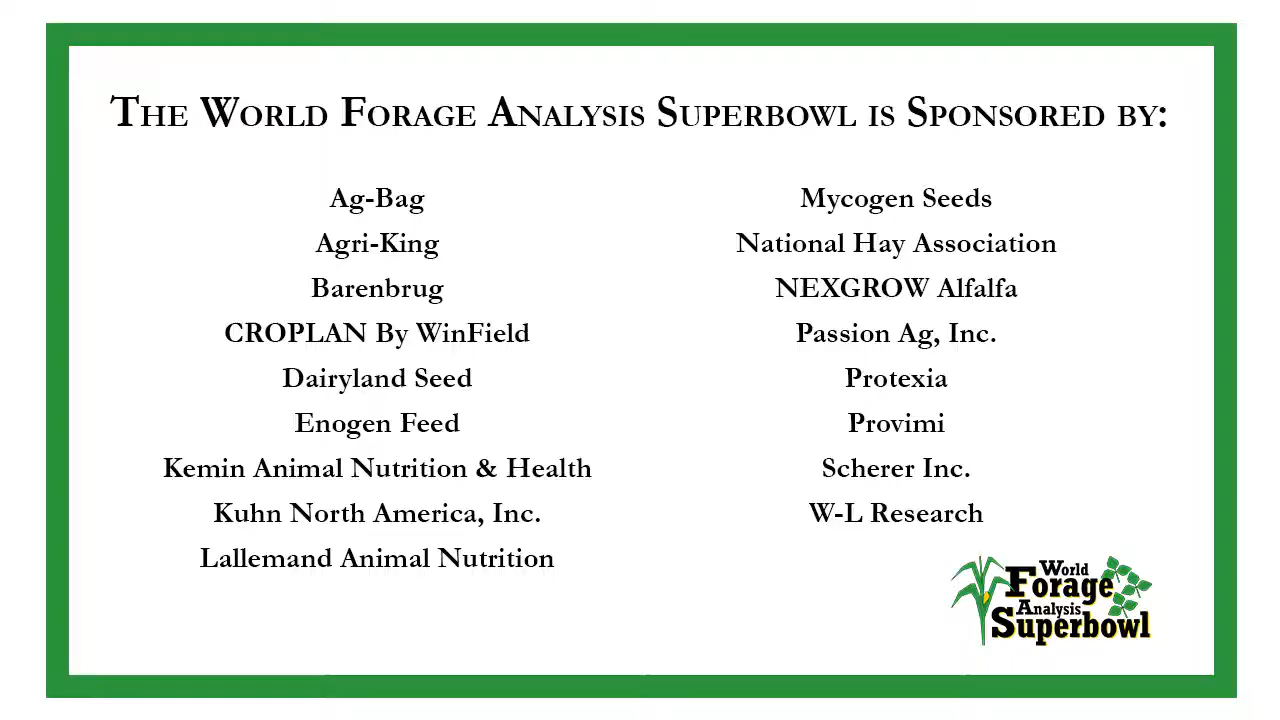 THE WORLD FORAGE ANALYSIS SUPERBOWL IS SPONSORED BY:
Ag-Bag
Agri-King
Barenbrug
CROPLAN By WinField
Dairyland Seed
Enogen Feed
Kemin Animal Nutrition & Health
Kuhn North America, Inc.
Lallemand Animal Nutrition
Mycogen Seeds
National Hay Association
NEXGROW Alfalfa
Passion Ag, Inc.
Protexia
Provimi
Scherer Inc.
W-L Research
World
Forage
Analysis
Superbowl